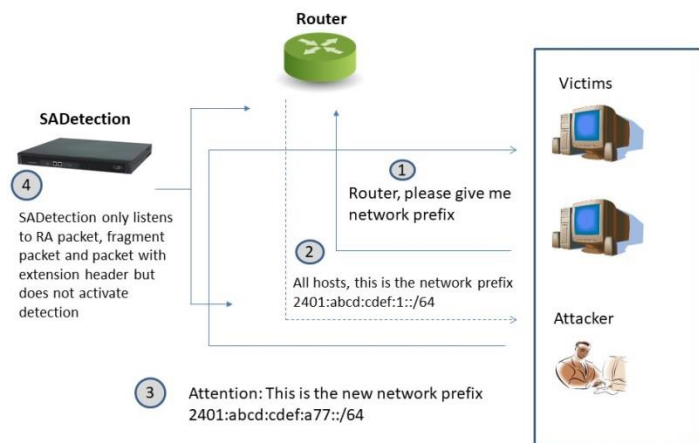 Router
SADetection
4
SADetection only listens
to RA packet, fragment
packet and packet with
extension header but
does not activate
detection
1
Router, please give me
network prefix
2
All hosts, this is the network prefix
2401:abcd:cdef:1::/64
Victims
Attacker
3
Attention: This is the new network prefix
2401:abcd:cdef:a77::/64